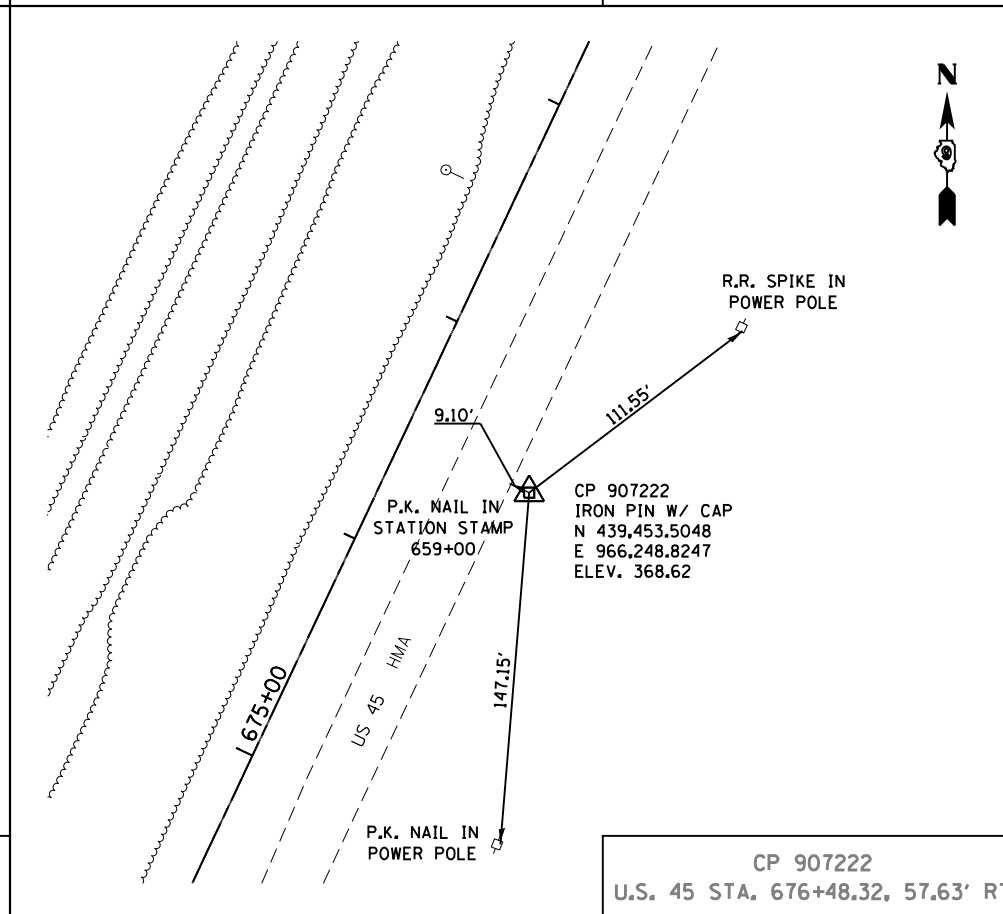 N
R.R. SPIKE IN
POWER POLE
111.55'
9.10'
P.K. NAIL IN
STATION STAMP
659+00
CP 907222
IRON PIN W/ CAP
N 439,453.5048
E 966,248.8247
ELEV. 368.62
675+00
US 45 HMA
147.15'
P.K. NAIL IN
POWER POLE
CP 907222
U.S. 45 STA. 676+48.32, 57.63' RT